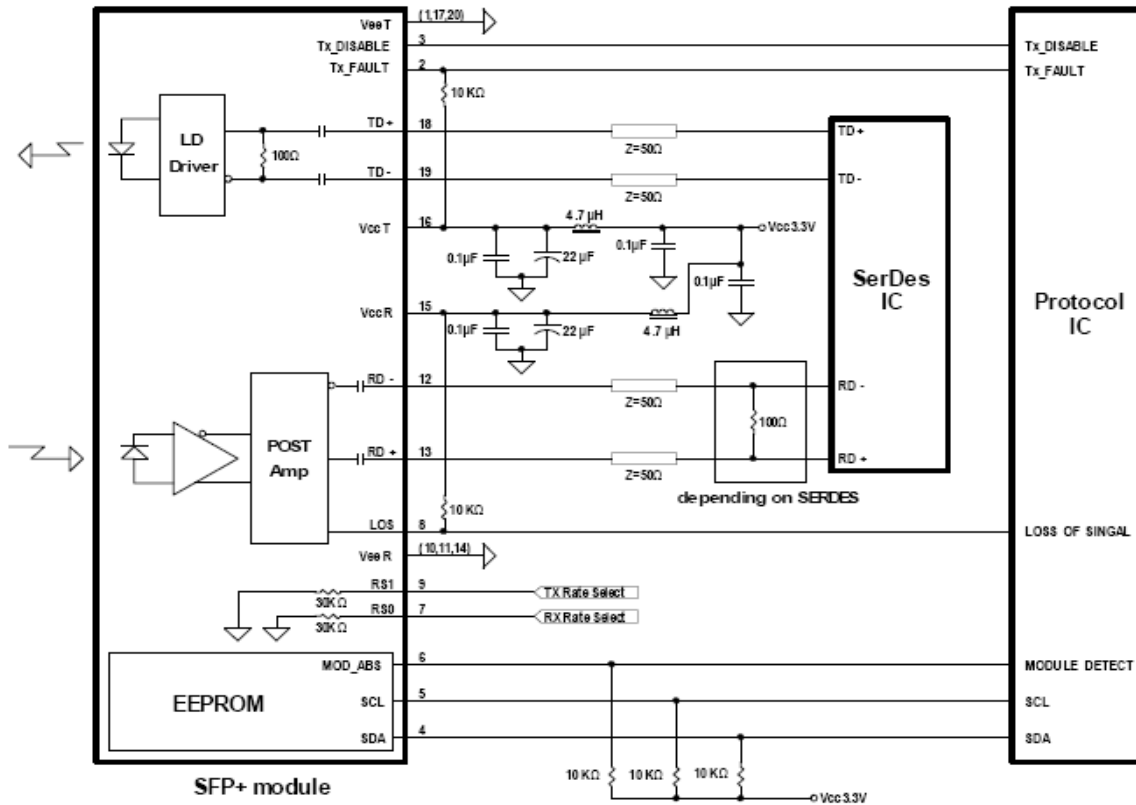 VeeT (1,17,20)
Tx_DISABLE 3 Tx_DISABLE
Tx_FAULT 2 Tx_FAULT
10 KΩ
LD Driver
100Ω
TD+ 18 Z=50Ω TD+
TD- 19 Z=50Ω TD-
VccT 16
4.7 µH
Vcc3.3V
0.1µF
22 µF
0.1µF
0.1µF
SerDes IC
Protocol IC
VccR 15
0.1µF
22 µF
4.7 µH
RD - 12 Z=50Ω RD -
100Ω
POST Amp
RD + 13 Z=50Ω RD +
depending on SERDES
10 KΩ
LOS 8 LOSS OF SINGAL
VeeR (10,11,14)
RS1 9 TX Rate Select
30KΩ
RS0 7 RX Rate Select
30KΩ
MOD_ABS 6 MODULE DETECT
EEPROM
SCL 5 SCL
SDA 4 SDA
10 KΩ 10 KΩ 10 KΩ
Vcc3.3V
SFP+ module